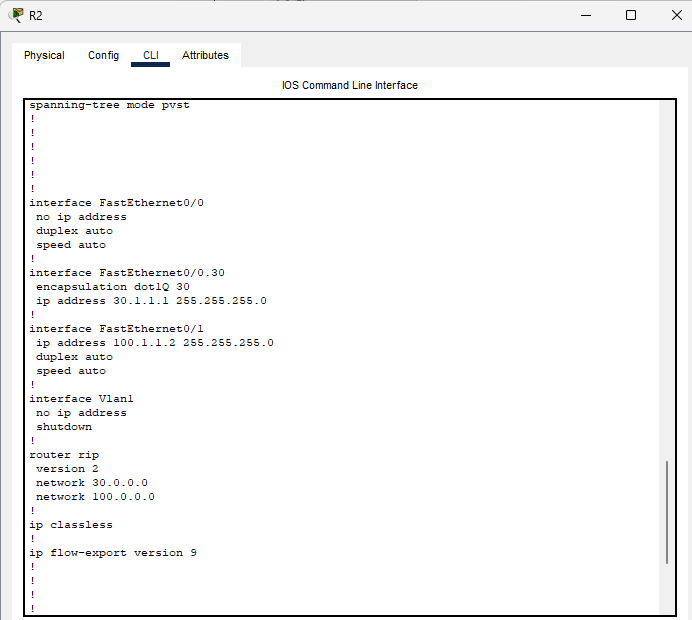 R2
Physical Config CLI Attributes
IOS Command Line Interface
spanning-tree mode pvst
!
!
!
!
!
!
interface FastEthernet0/0
 no ip address
 duplex auto
 speed auto
!
interface FastEthernet0/0.30
 encapsulation dot1Q 30
 ip address 30.1.1.1 255.255.255.0
!
interface FastEthernet0/1
 ip address 100.1.1.2 255.255.255.0
 duplex auto
 speed auto
!
interface Vlan1
 no ip address
 shutdown
!
router rip
 version 2
 network 30.0.0.0
 network 100.0.0.0
!
ip classless
!
ip flow-export version 9
!
!
!
!